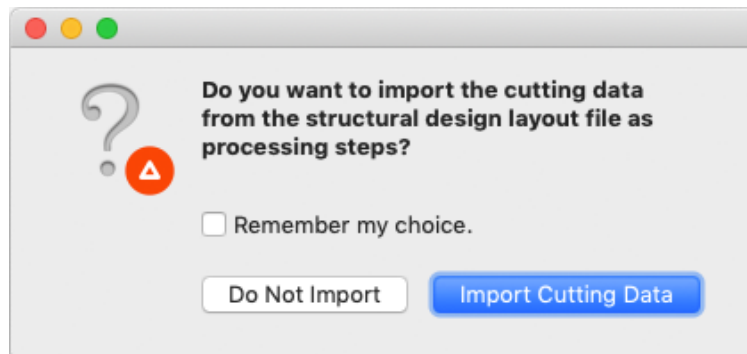 Do you want to import the cutting data
from the structural design layout file as
processing steps?
Remember my choice.
Do Not Import
Import Cutting Data